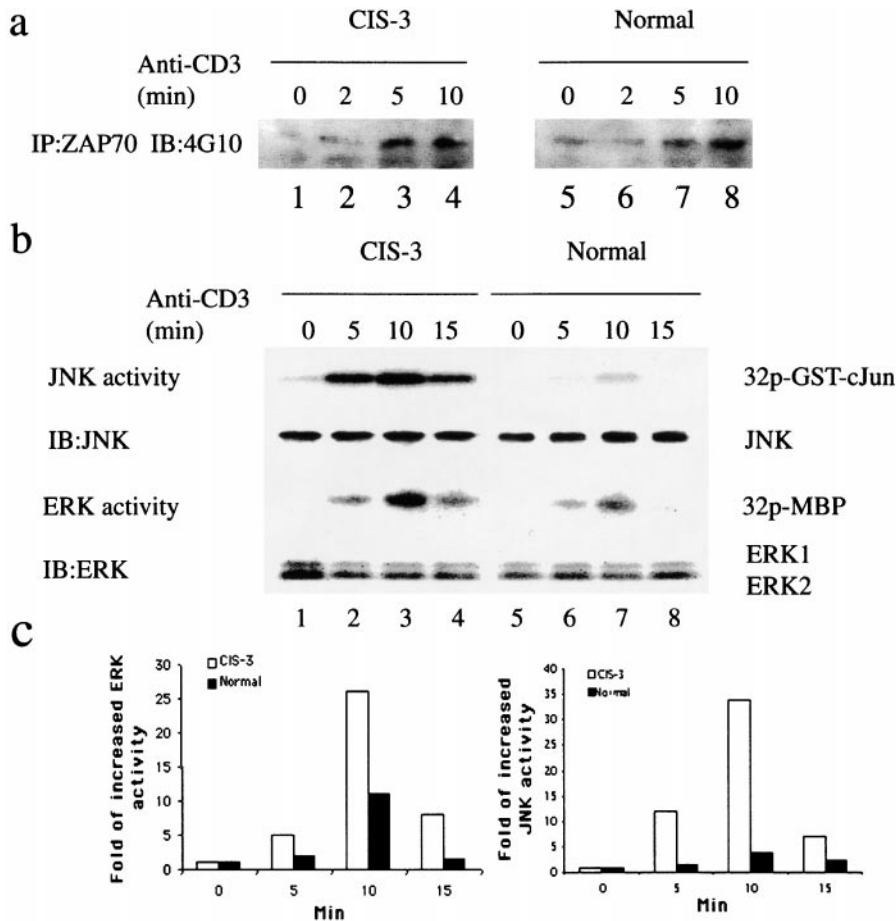 a
CIS-3 Normal
Anti-CD3
(min) 0 2 5 10 0 2 5 10
IP:ZAP70 IB:4G10
1 2 3 4 5 6 7 8
b
CIS-3 Normal
Anti-CD3
(min) 0 5 10 15 0 5 10 15
JNK activity 32p-GST-cJun
IB:JNK JNK
ERK activity 32p-MBP
IB:ERK ERK1
ERK2
1 2 3 4 5 6 7 8
c
Fold of increased ERK
activity
30
25
20
15
10
5
0
CIS-3
Normal
0 5 10 15
Min
Fold of increased
JNK activity
40
35
30
25
20
15
10
5
0
CIS-3
Normal
0 5 10 15
Min